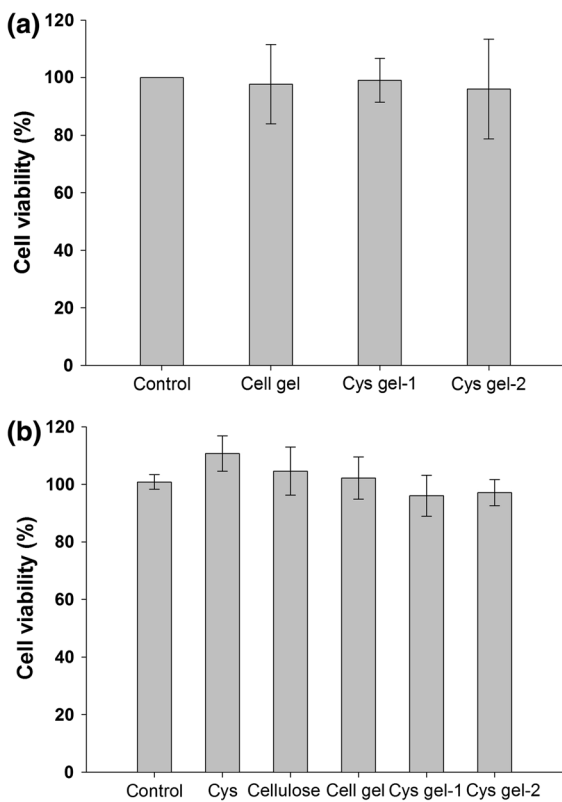 (a)
120
100
80
60
40
20
0
Cell viability (%)
Control Cell gel Cys gel-1 Cys gel-2
(b)
120
100
80
60
40
20
0
Cell viability (%)
Control Cys Cellulose Cell gel Cys gel-1 Cys gel-2